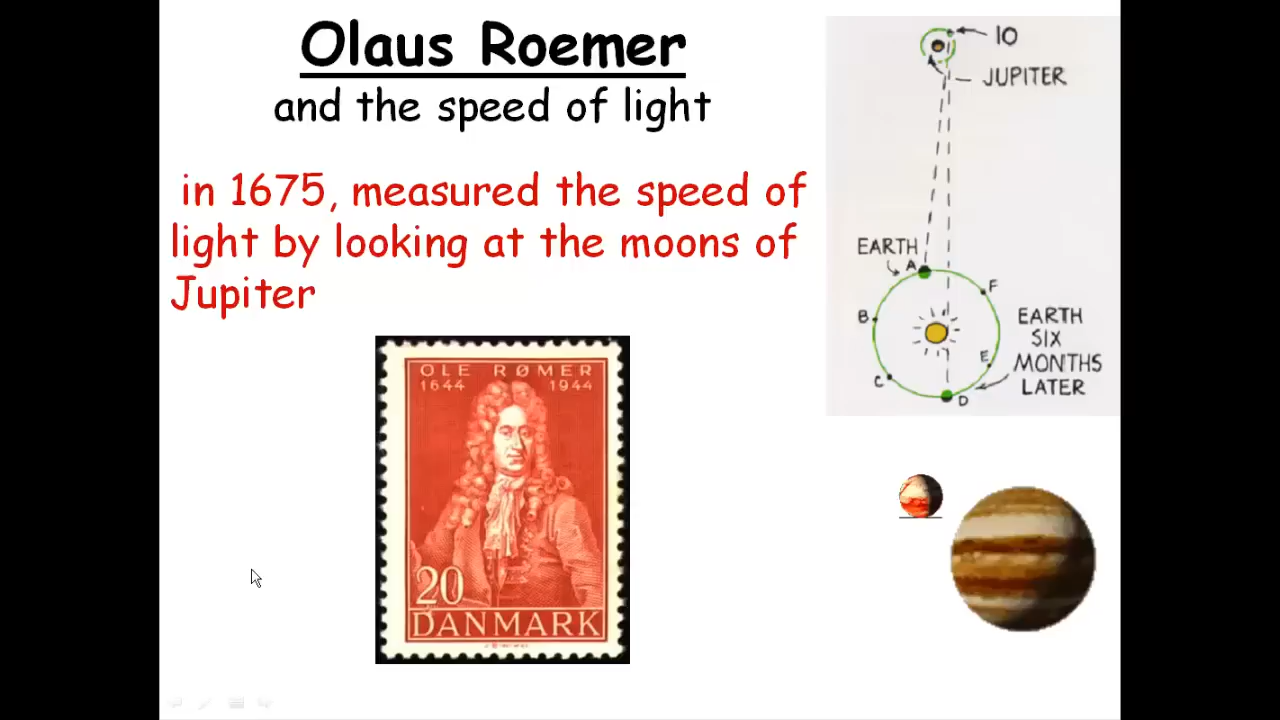 Olaus Roemer
and the speed of light
in 1675, measured the speed of
light by looking at the moons of
Jupiter
OLE RØMER
1644 1944
20
DANMARK
IO
JUPITER
EARTH
A
F
B
E
C
D
EARTH
SIX
MONTHS
LATER